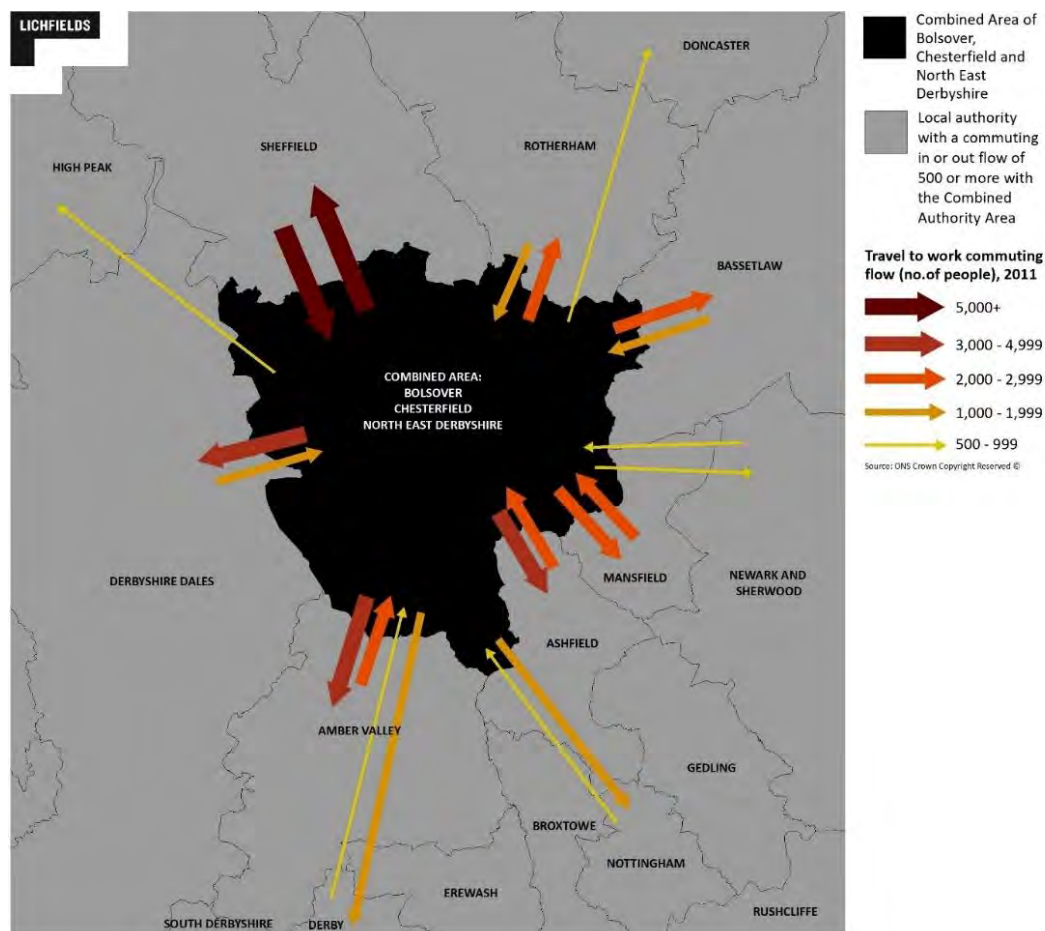 LICHFIELDS
DONCASTER
SHEFFIELD
ROTHERHAM
HIGH PEAK
BASSETLAW
COMBINED AREA:
BOLSOVER
CHESTERFIELD
NORTH EAST DERBYSHIRE
DERBYSHIRE DALES
MANSFIELD
NEWARK AND
SHERWOOD
ASHFIELD
AMBER VALLEY
GEDLING
BROXTOWE
NOTTINGHAM
EREWASH
RUSHCLIFFE
SOUTH DERBYSHIRE
DERBY
Combined Area of
Bolsover,
Chesterfield and
North East
Derbyshire
Local authority
with a commuting
in or out flow of
500 or more with
the Combined
Authority Area
Travel to work commuting
flow (no.of people), 2011
5,000+
3,000 - 4,999
2,000 - 2,999
1,000 - 1,999
500 - 999
Source: ONS Crown Copyright Reserved ©